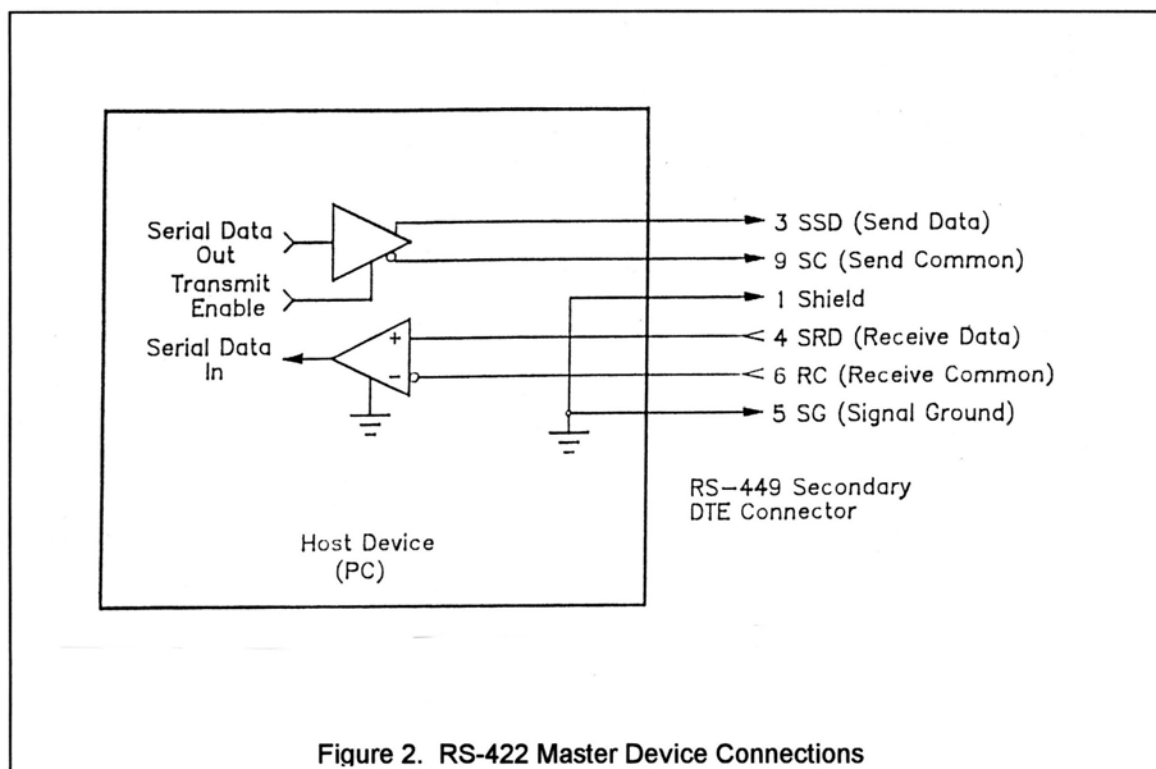 Serial Data
Out
Transmit
Enable
Serial Data
In
+
-
3 SSD (Send Data)
9 SC (Send Common)
1 Shield
4 SRD (Receive Data)
6 RC (Receive Common)
5 SG (Signal Ground)
RS-449 Secondary
DTE Connector
Host Device
(PC)
Figure 2. RS-422 Master Device Connections